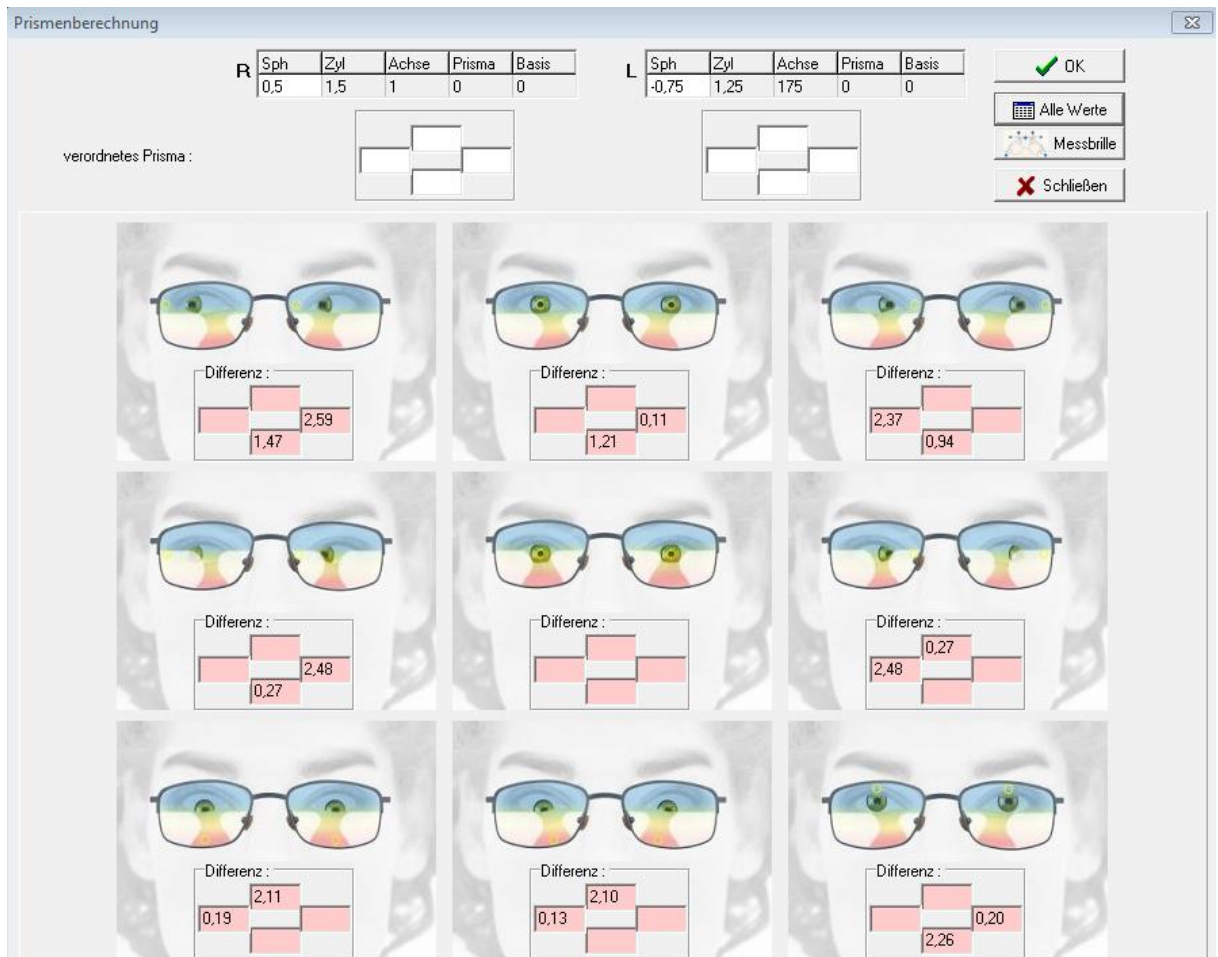 Prismenberechnung
R Sph Zyl Achse Prisma Basis
0,5 1,5 1 0 0
L Sph Zyl Achse Prisma Basis
-0,75 1,25 175 0 0
OK
Alle Werte
Messbrille
Schließen
verordnetes Prisma :
Differenz :
2,59
1,47
Differenz :
0,11
1,21
Differenz :
2,37
0,94
Differenz :
2,48
0,27
Differenz :
Differenz :
0,27
2,48
Differenz :
2,11
0,19
Differenz :
2,10
0,13
Differenz :
0,20
2,26